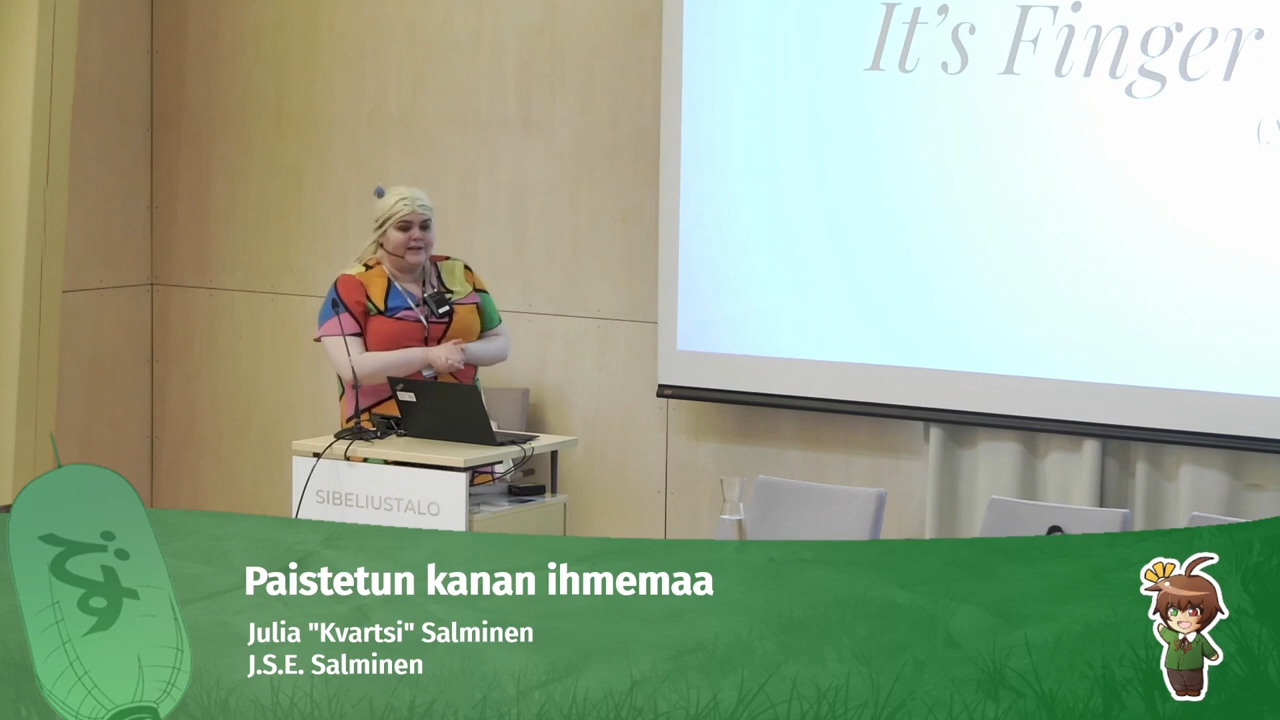 It's Finger
SIBELIUSTALO
Paistetun kanan ihmemaa
Julia "Kvartsi" Salminen
J.S.E. Salminen